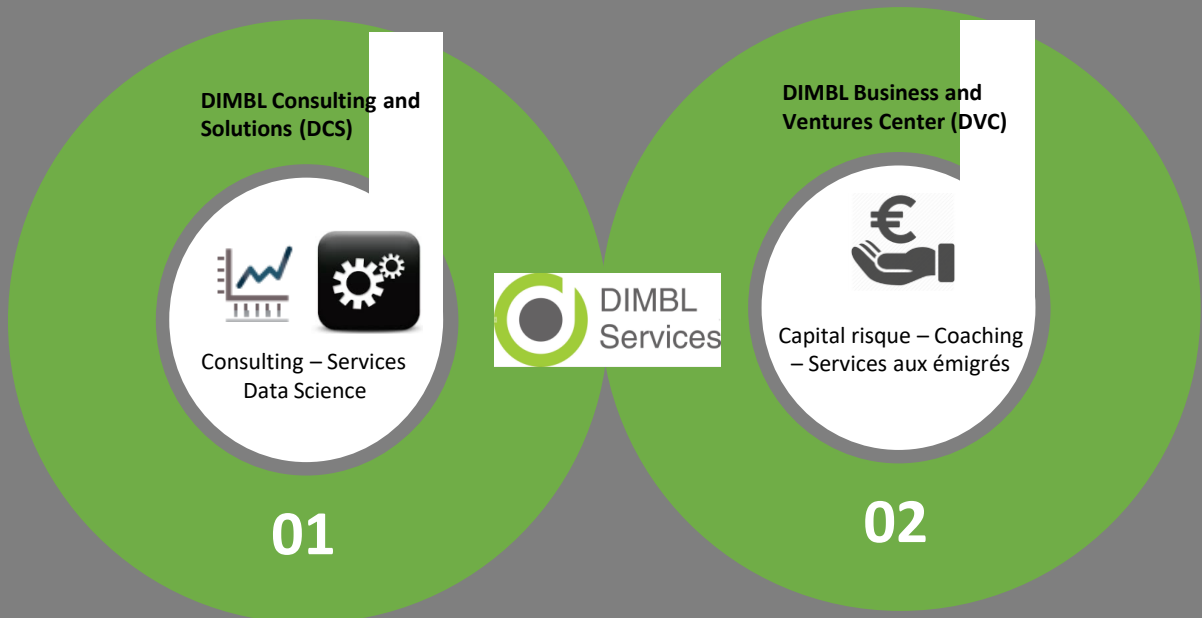 DIMBL Consulting and
Solutions (DCS)
Consulting – Services
Data Science
01
DIMBL
Services
DIMBL Business and
Ventures Center (DVC)
€
Capital risque – Coaching
– Services aux émigrés
02